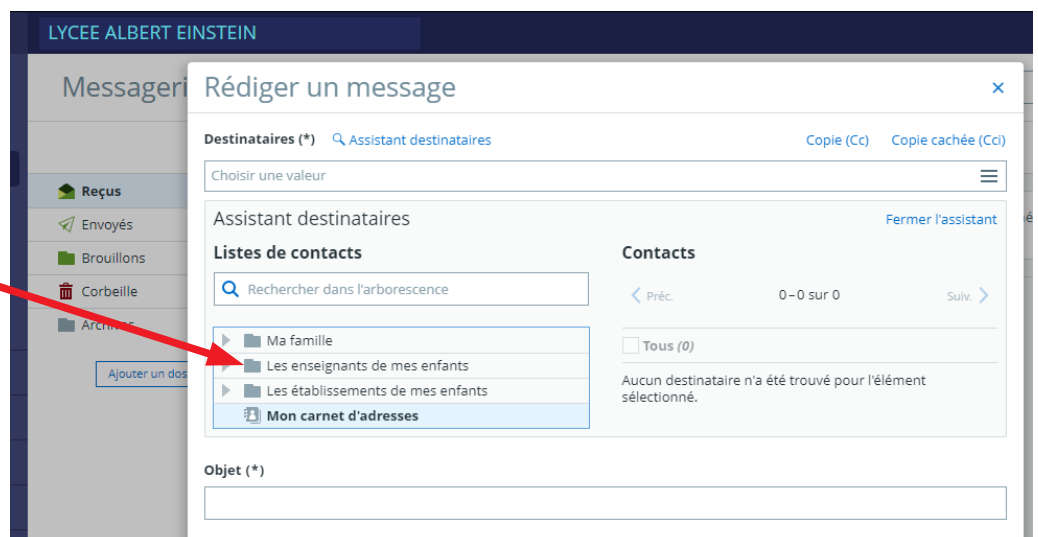 LYCEE ALBERT EINSTEIN
Messageri
Rédiger un message
Destinataires (*) Assistant destinataires Copie (Cc) Copie cachée (Cci)
Choisir une valeur
Reçus
Envoyés
Brouillons
Corbeille
Archives
Ajouter un dos
Assistant destinataires Fermer l'assistant
Listes de contacts
Rechercher dans l'arborescence
Ma famille
Les enseignants de mes enfants
Les établissements de mes enfants
Mon carnet d'adresses
Contacts
Préc. 0–0 sur 0 Suiv.
Tous (0)
Aucun destinataire n'a été trouvé pour l'élément
sélectionné.
Objet (*)